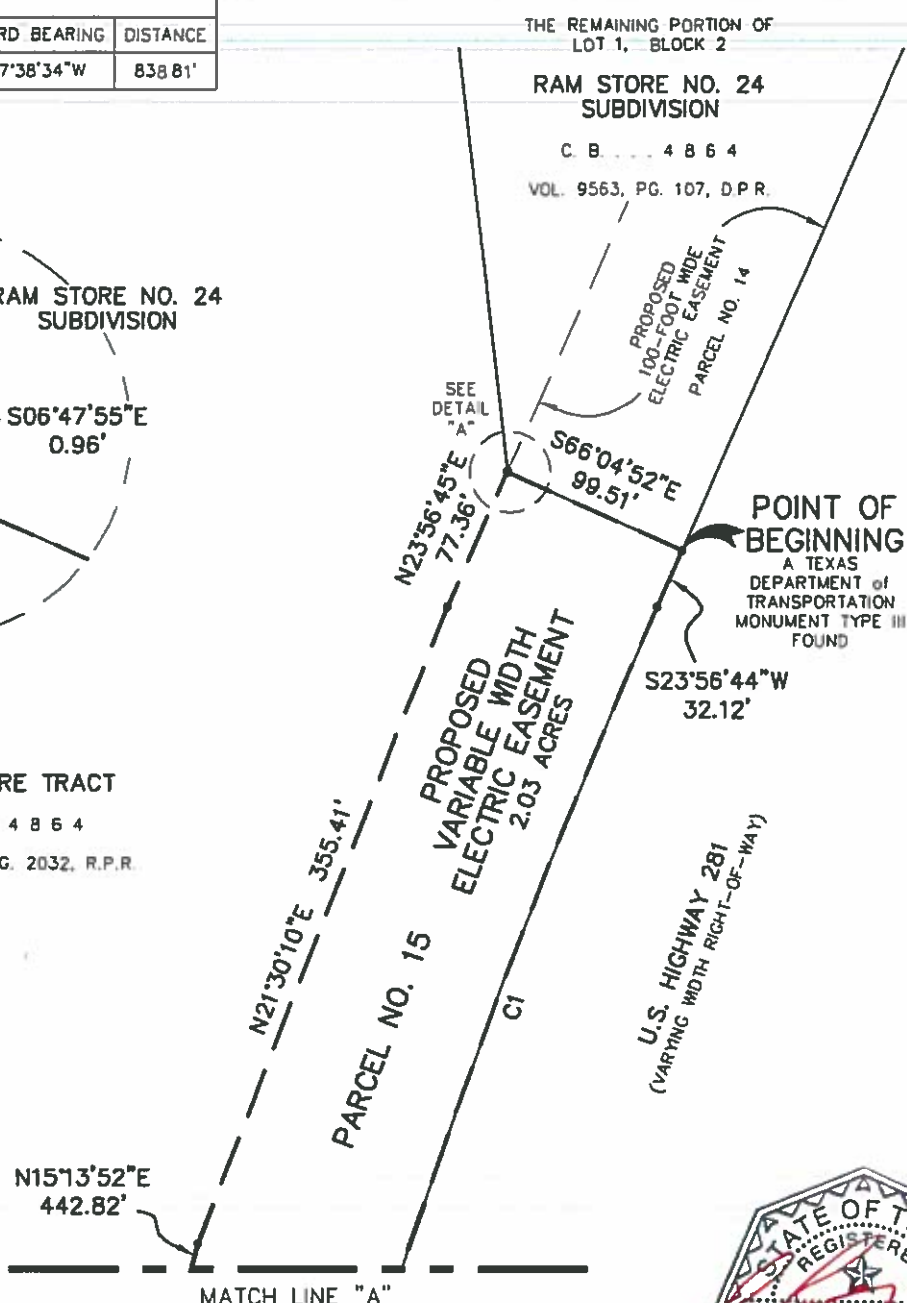 RD BEARING DISTANCE
7°38'34"W 838.81'
THE REMAINING PORTION OF
LOT 1, BLOCK 2
RAM STORE NO. 24
SUBDIVISION
C. B. ... 4 8 6 4
VOL. 9563, PG. 107, D.P.R.
PROPOSED
100-FOOT WIDE
ELECTRIC EASEMENT
PARCEL NO. 14
RAM STORE NO. 24
SUBDIVISION
S06°47'55"E
0.96'
SEE
DETAIL
"A"
S66°04'52"E
99.51'
N23°56'45"E
77.36'
POINT OF
BEGINNING
A TEXAS
DEPARTMENT of
TRANSPORTATION
MONUMENT TYPE III
FOUND
S23°56'44"W
32.12'
PROPOSED
VARIABLE WIDTH
ELECTRIC EASEMENT
2.03 ACRES
RE TRACT
4 8 6 4
G. 2032, R.P.R.
N21°30'10"E 355.41'
PARCEL NO. 15
C1
U.S. HIGHWAY 281
(VARYING WIDTH RIGHT-OF-WAY)
N15°13'52"E
442.82'
MATCH LINE "A"
STATE OF T
REGISTERE